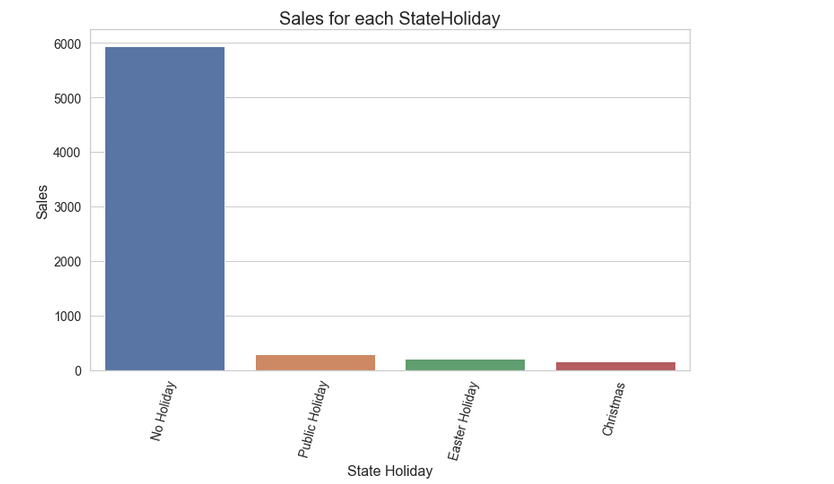 Sales for each StateHoliday
Sales
6000
5000
4000
3000
2000
1000
0
No Holiday
Public Holiday
Easter Holiday
Christmas
State Holiday